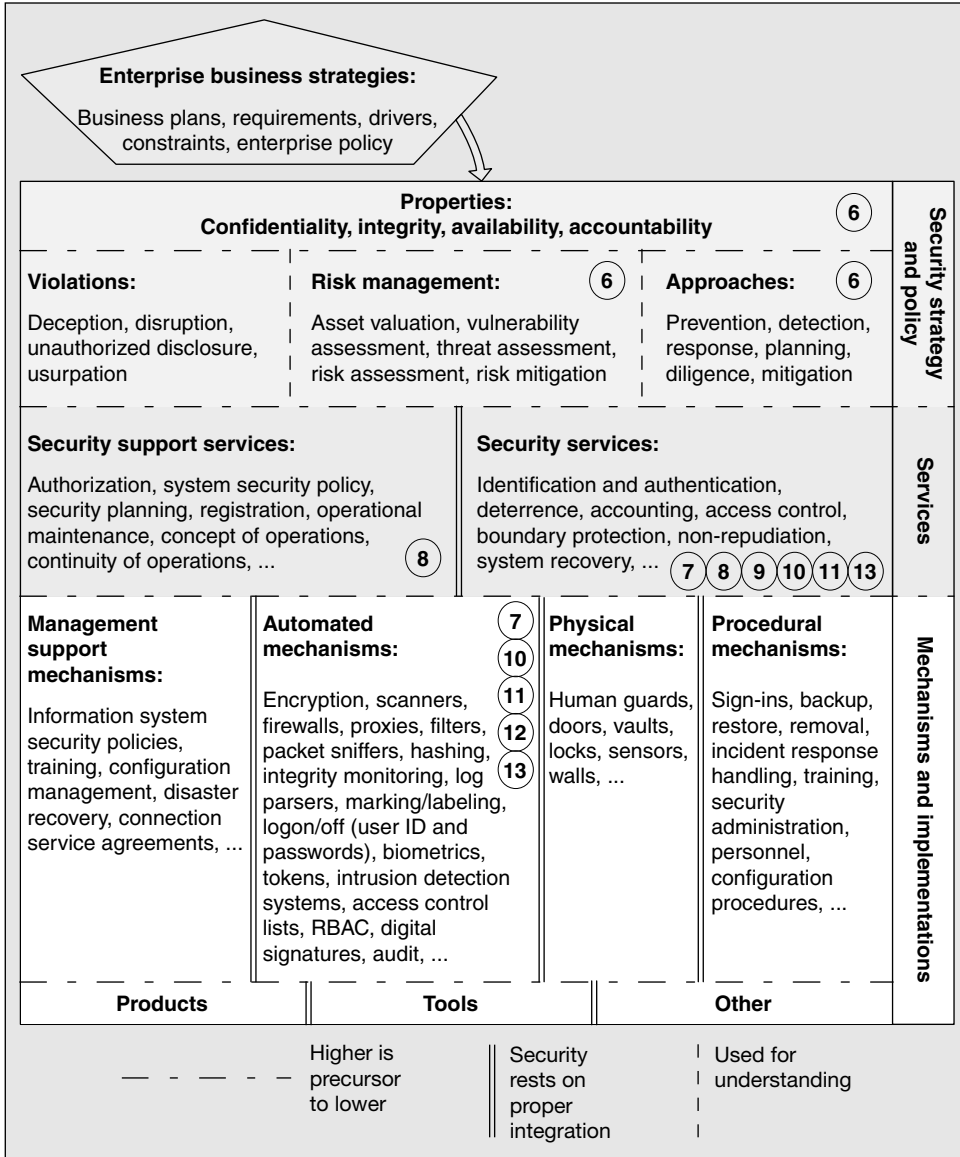 Enterprise business strategies:
Business plans, requirements, drivers,
constraints, enterprise policy
Properties:
Confidentiality, integrity, availability, accountability
6
Security strategy
and policy
Violations:
Deception, disruption,
unauthorized disclosure,
usurpation
Risk management:
6
Asset valuation, vulnerability
assessment, threat assessment,
risk assessment, risk mitigation
Approaches:
6
Prevention, detection,
response, planning,
diligence, mitigation
Security support services:
Authorization, system security policy,
security planning, registration, operational
maintenance, concept of operations,
continuity of operations, ...
8
Security services:
Identification and authentication,
deterrence, accounting, access control,
boundary protection, non-repudiation,
system recovery, ...
7 8 9 10 11 13
Services
Management
support
mechanisms:
Information system
security policies,
training, configuration
management, disaster
recovery, connection
service agreements, ...
Automated
mechanisms:
7
10
11
12
13
Encryption, scanners,
firewalls, proxies, filters,
packet sniffers, hashing,
integrity monitoring, log
parsers, marking/labeling,
logon/off (user ID and
passwords), biometrics,
tokens, intrusion detection
systems, access control
lists, RBAC, digital
signatures, audit, ...
Physical
mechanisms:
Human guards,
doors, vaults,
locks, sensors,
walls, ...
Procedural
mechanisms:
Sign-ins, backup,
restore, removal,
incident response
handling, training,
security
administration,
personnel,
configuration
procedures, ...
Mechanisms and implementations
Products
Tools
Other
Higher is
precursor
to lower
Security
rests on
proper
integration
Used for
understanding